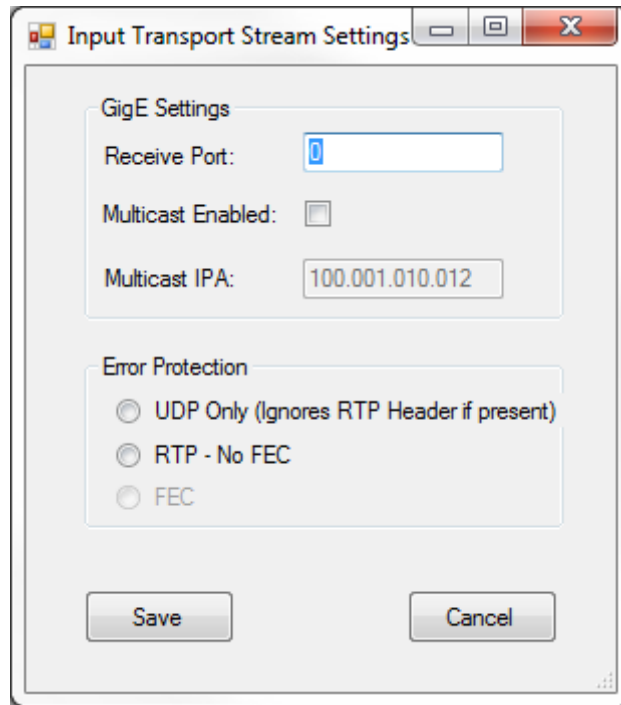 Input Transport Stream Settings
GigE Settings
Receive Port: 0
Multicast Enabled:
Multicast IPA: 100.001.010.012
Error Protection
UDP Only (Ignores RTP Header if present)
RTP - No FEC
FEC
Save Cancel